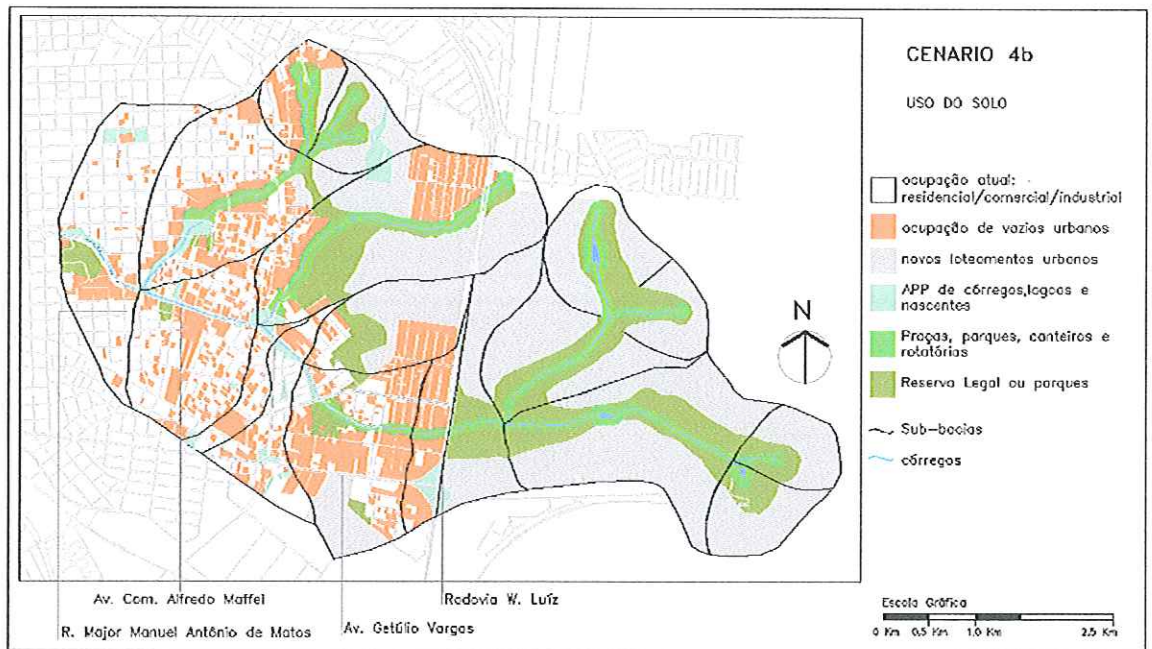 CENARIO 4b
USO DO SOLO
ocupação atual:
residencial/comercial/industrial
ocupação de vazios urbanos
novos loteamentos urbanos
APP de córregos,lagoas e
nascentes
Praças, parques, canteiros e
rotatórias
Reserva Legal ou parques
Sub-bacias
córregos
N
Av. Com. Alfredo Maffei
Rodovia W. Luíz
R. Major Manuel Antônio de Matos
Av. Getúlio Vargas
Escala Gráfica
0 Km 0,5 Km 1,0 Km 2,5 Km